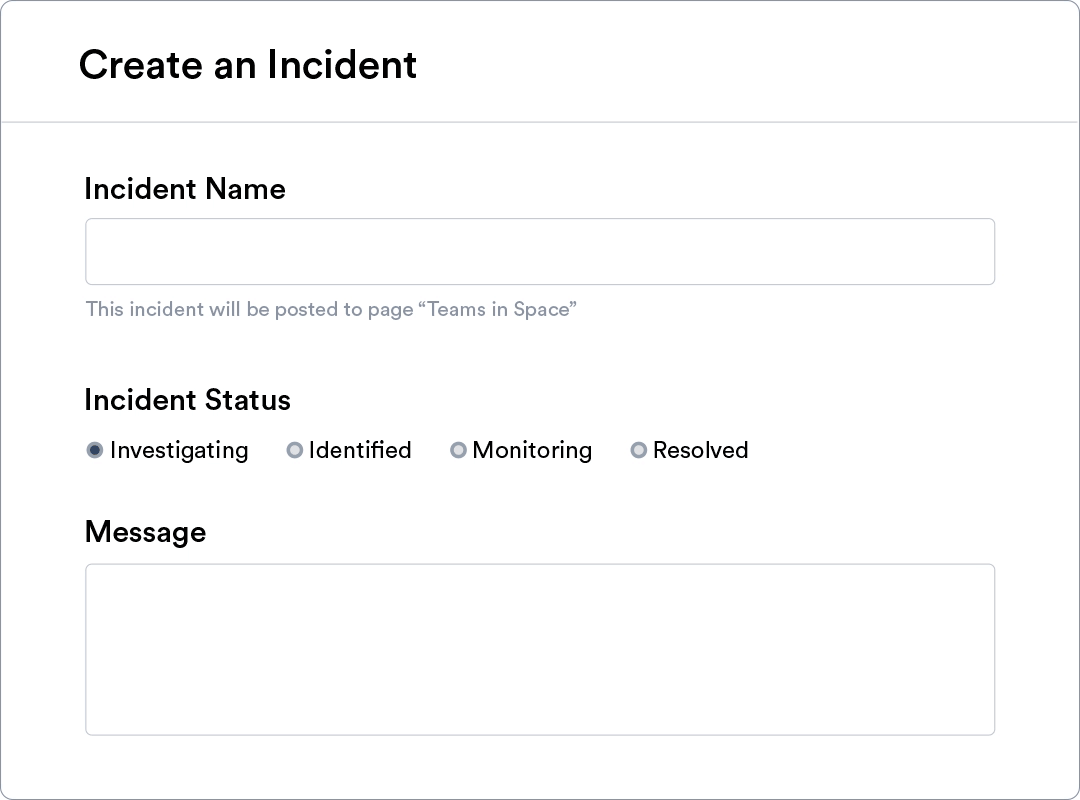 Create an Incident
Incident Name
This incident will be posted to page “Teams in Space”
Incident Status
Investigating Identified Monitoring Resolved
Message